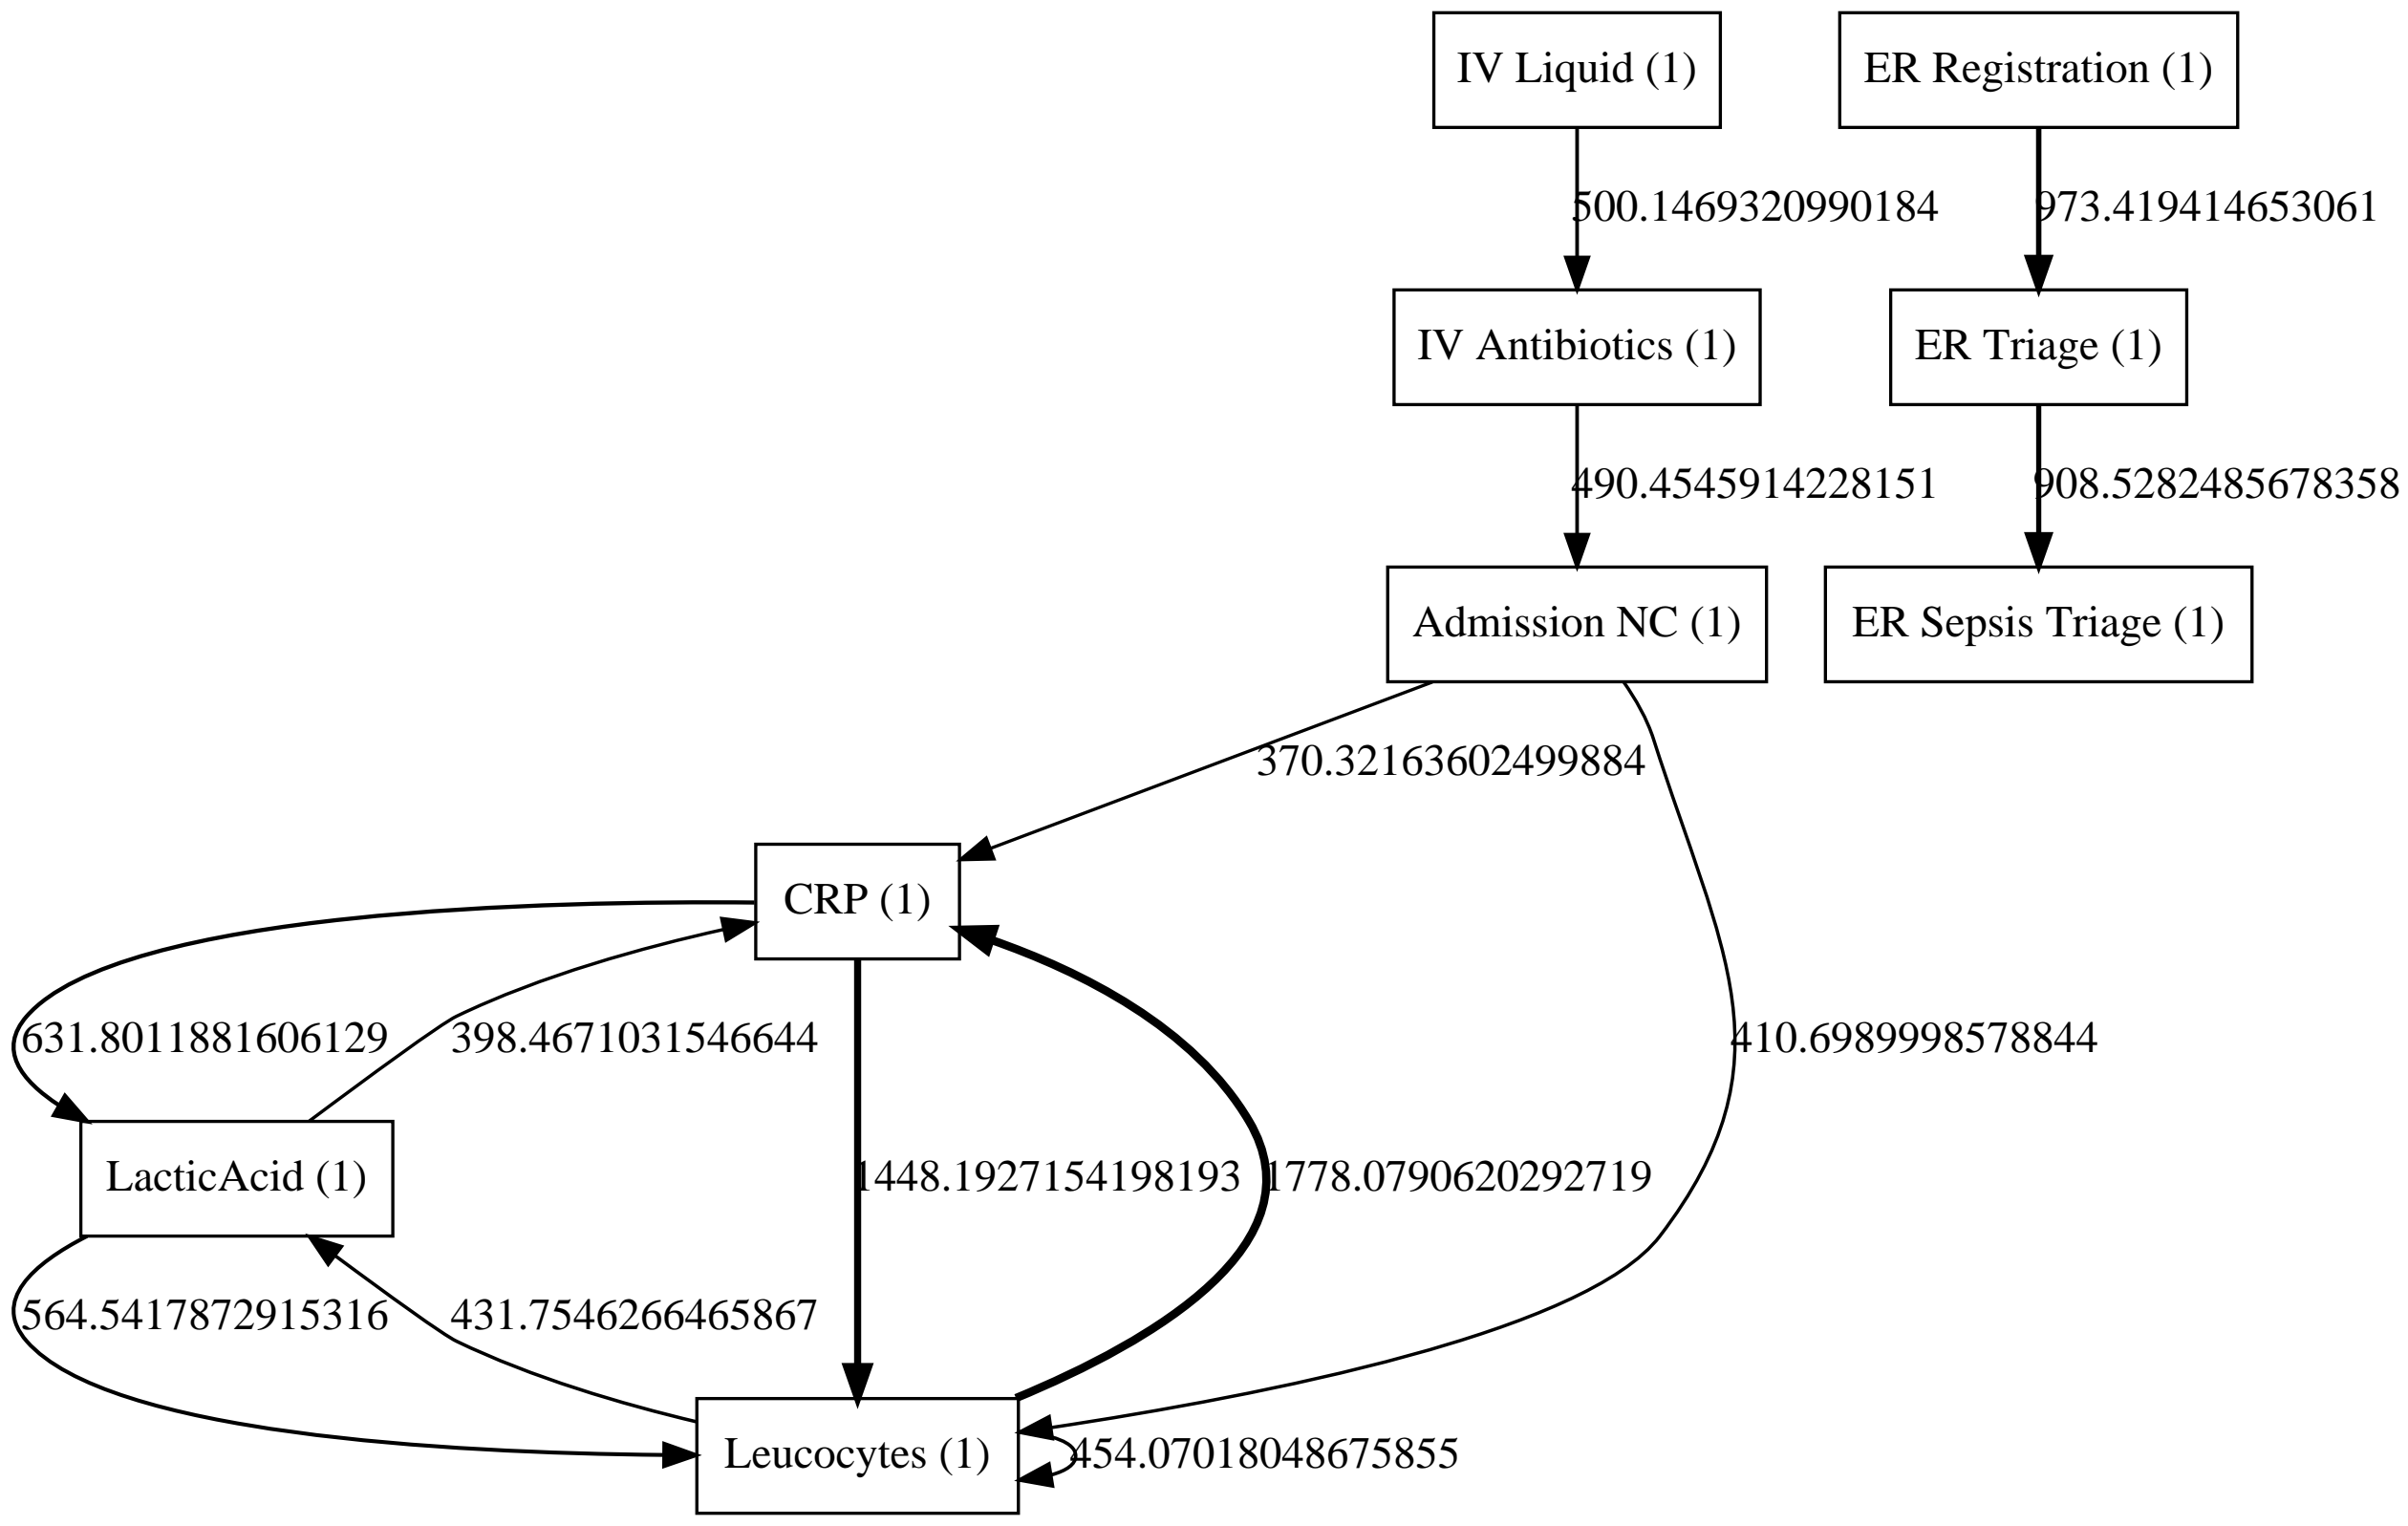 IV Liquid (1)
ER Registration (1)
500.1469320990184
973.419414653061
IV Antibiotics (1)
ER Triage (1)
490.4545914228151
908.5282485678358
Admission NC (1)
ER Sepsis Triage (1)
370.32163602499884
CRP (1)
631.8011881606129
398.4671031546644
410.6989998578844
LacticAcid (1)
1448.1927154198193
1778.0790620292719
564.5417872915316
431.7546266465867
Leucocytes (1)
454.07018048675855